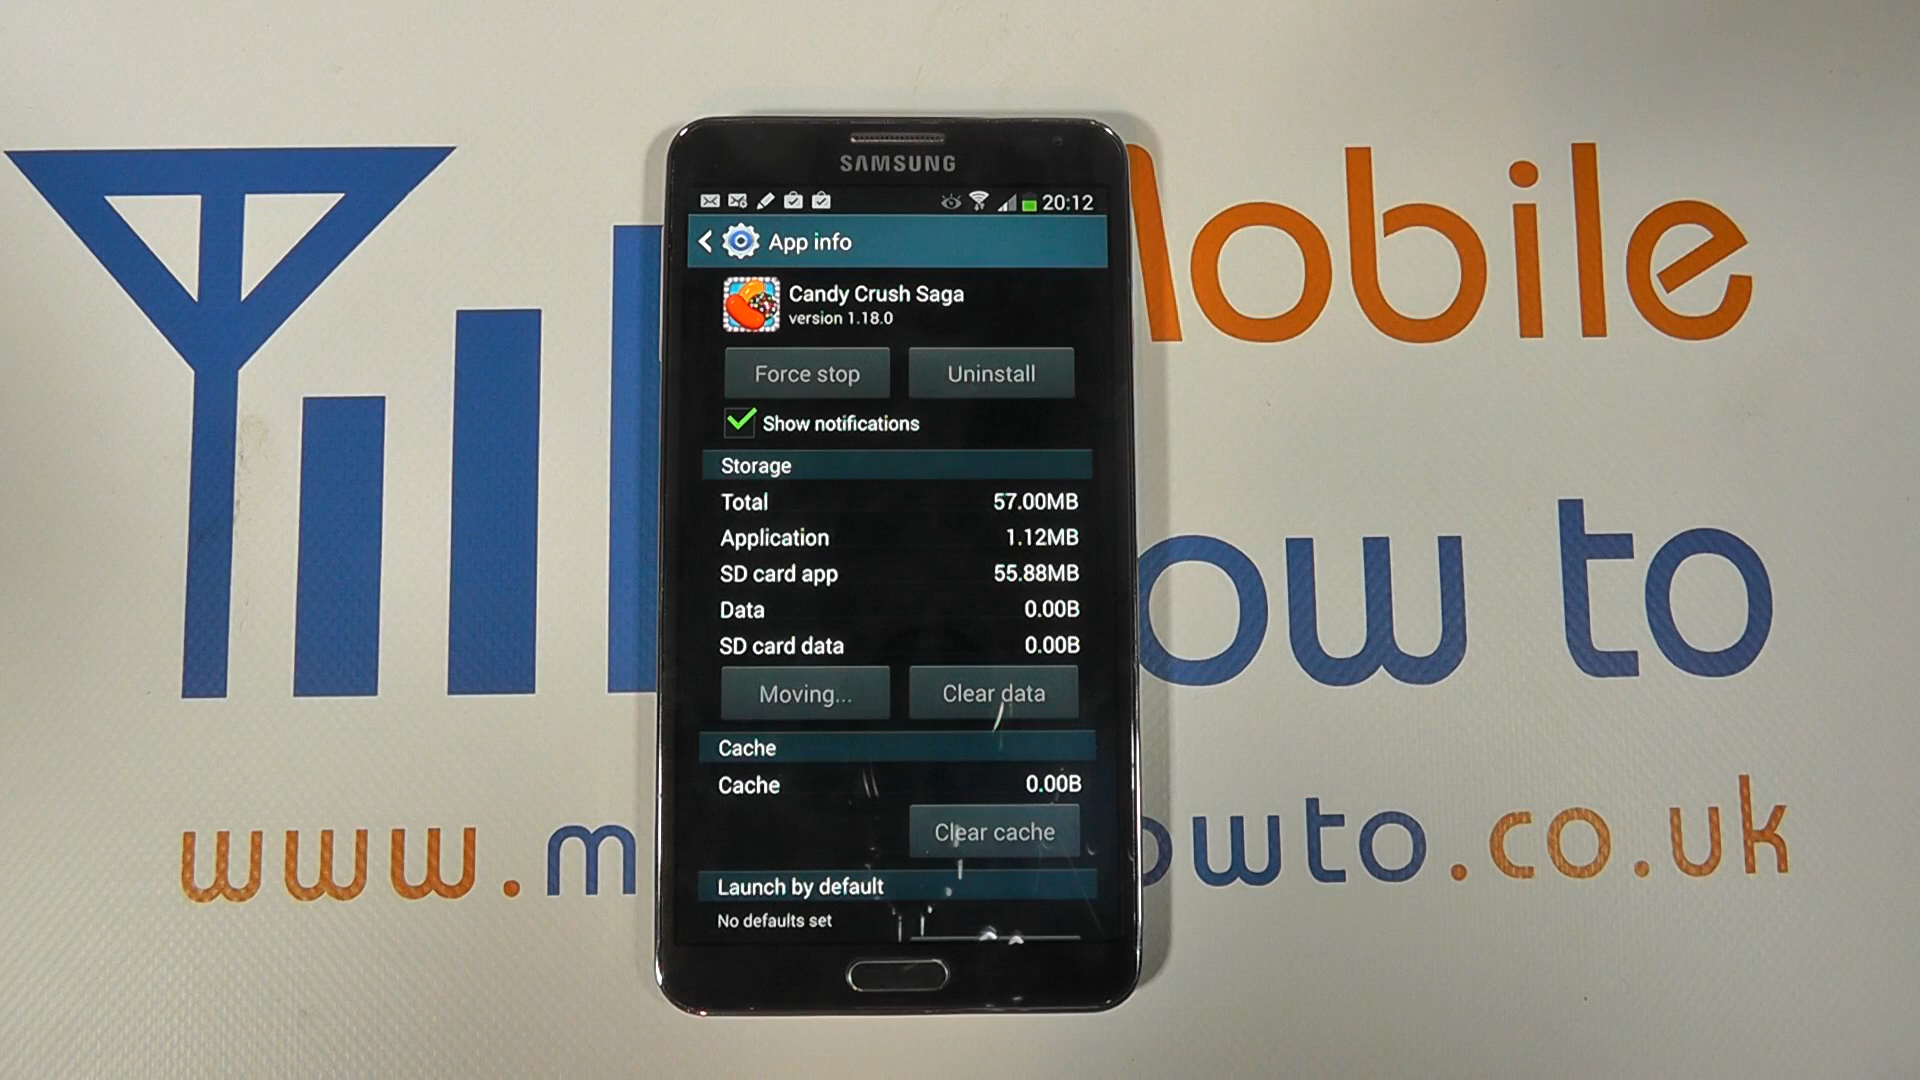 Mobile
ow to
www.m
owto.co.uk
SAMSUNG
20:12
App info
Candy Crush Saga
version 1.18.0
Force stop
Uninstall
Show notifications
Storage
Total 57.00MB
Application 1.12MB
SD card app 55.88MB
Data 0.00B
SD card data 0.00B
Moving...
Clear data
Cache
Cache 0.00B
Clear cache
Launch by default
No defaults set